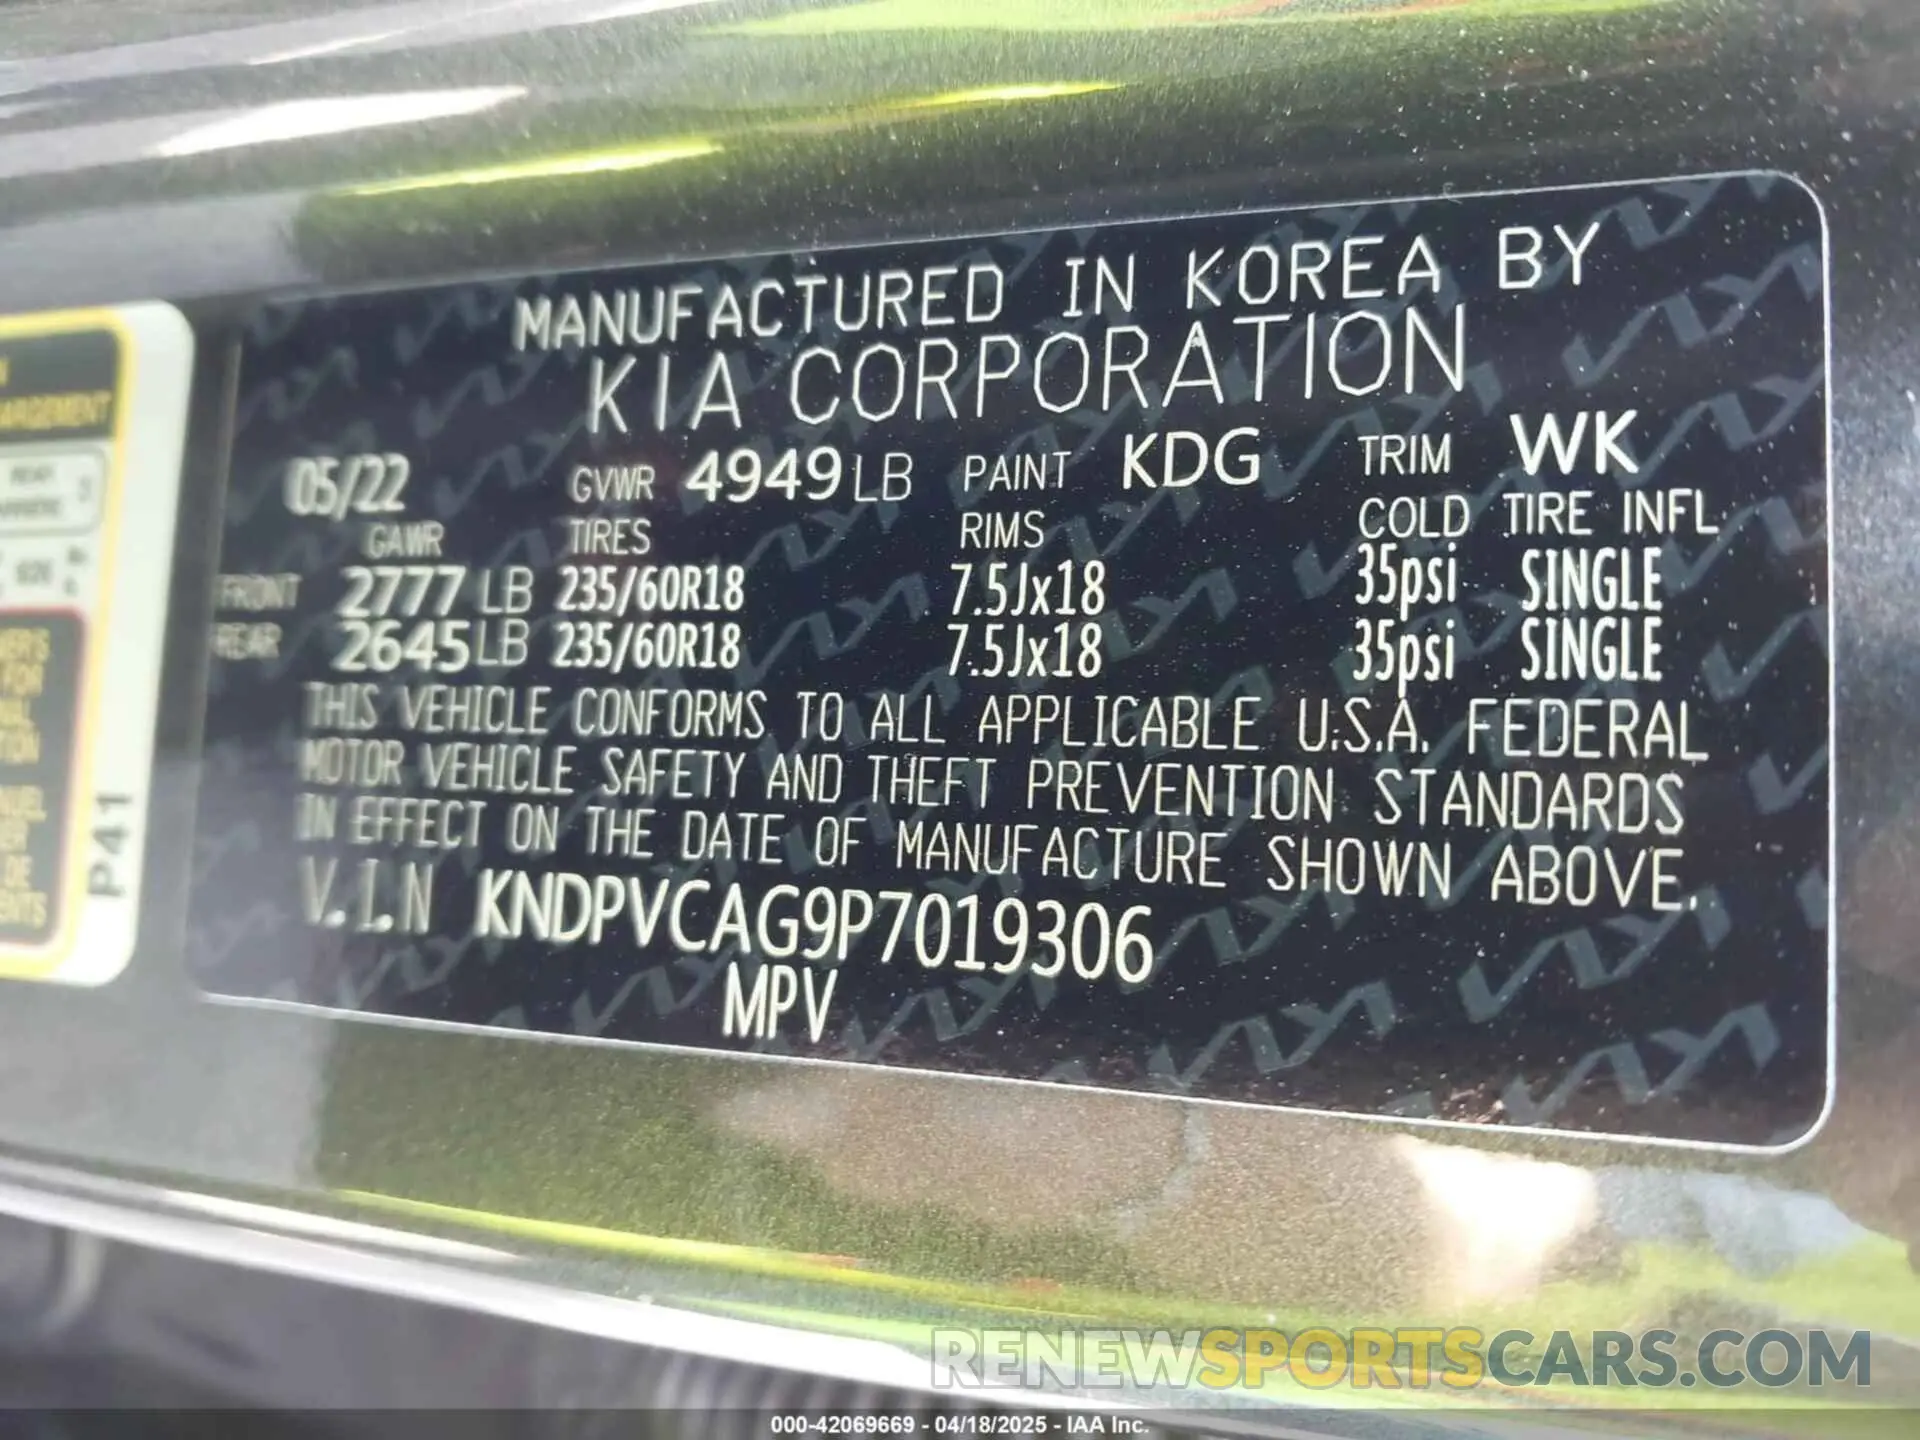 MANUFACTURED IN KOREA BY
KIA CORPORATION
05/22 GVWR 4949 LB PAINT KDG TRIM WK
GAWR TIRES RIMS COLD TIRE INFL.
FRONT 2777 LB 235/60R18 7.5Jx18 35psi SINGLE
REAR 2645 LB 235/60R18 7.5Jx18 35psi SINGLE
THIS VEHICLE CONFORMS TO ALL APPLICABLE U.S.A. FEDERAL
MOTOR VEHICLE SAFETY AND THEFT PREVENTION STANDARDS
IN EFFECT ON THE DATE OF MANUFACTURE SHOWN ABOVE.
V.I.N KNDPVCAG9P7019306
MPV
P41
RENEWSPORTSCARS.COM
000-42069669 - 04/18/2025 - IAA Inc.